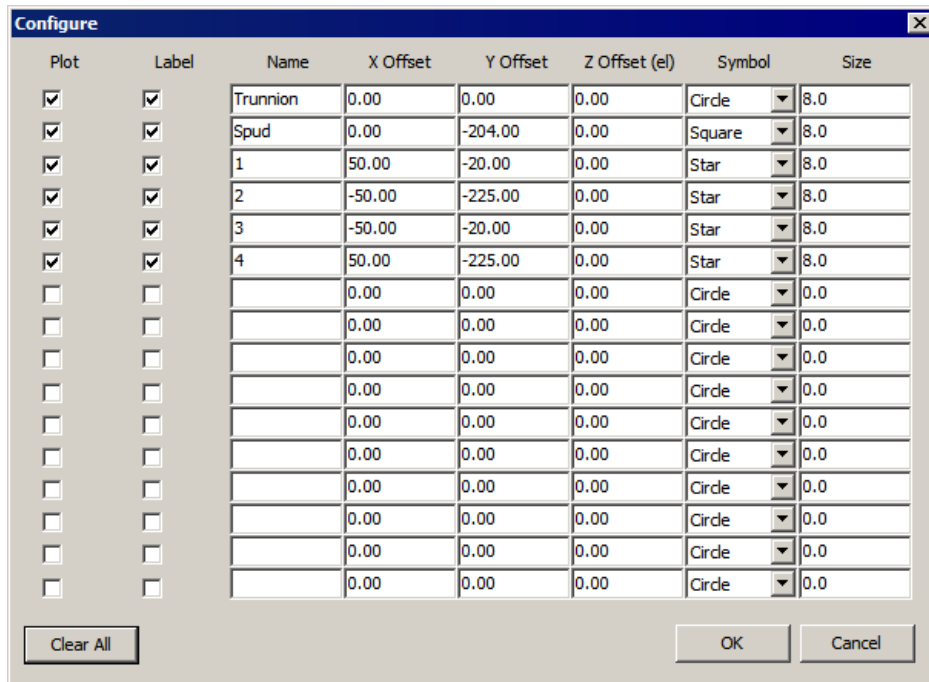 Configure
Plot Label Name X Offset Y Offset Z Offset (el) Symbol Size
Trunnion 0.00 0.00 0.00 Circle 8.0
Spud 0.00 -204.00 0.00 Square 8.0
1 50.00 -20.00 0.00 Star 8.0
2 -50.00 -225.00 0.00 Star 8.0
3 -50.00 -20.00 0.00 Star 8.0
4 50.00 -225.00 0.00 Star 8.0
0.00 0.00 0.00 Circle 0.0
0.00 0.00 0.00 Circle 0.0
0.00 0.00 0.00 Circle 0.0
0.00 0.00 0.00 Circle 0.0
0.00 0.00 0.00 Circle 0.0
0.00 0.00 0.00 Circle 0.0
0.00 0.00 0.00 Circle 0.0
0.00 0.00 0.00 Circle 0.0
0.00 0.00 0.00 Circle 0.0
0.00 0.00 0.00 Circle 0.0
Clear All OK Cancel